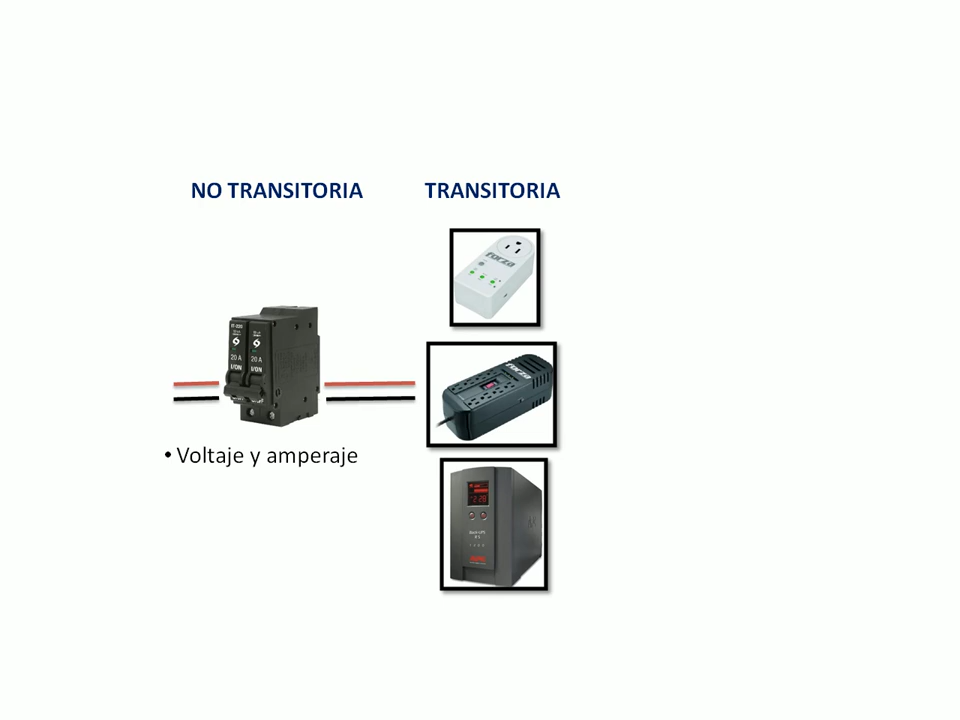 NO TRANSITORIA
TRANSITORIA
forza
20 A
20 A
I/ON
I/ON
forza
• Voltaje y amperaje